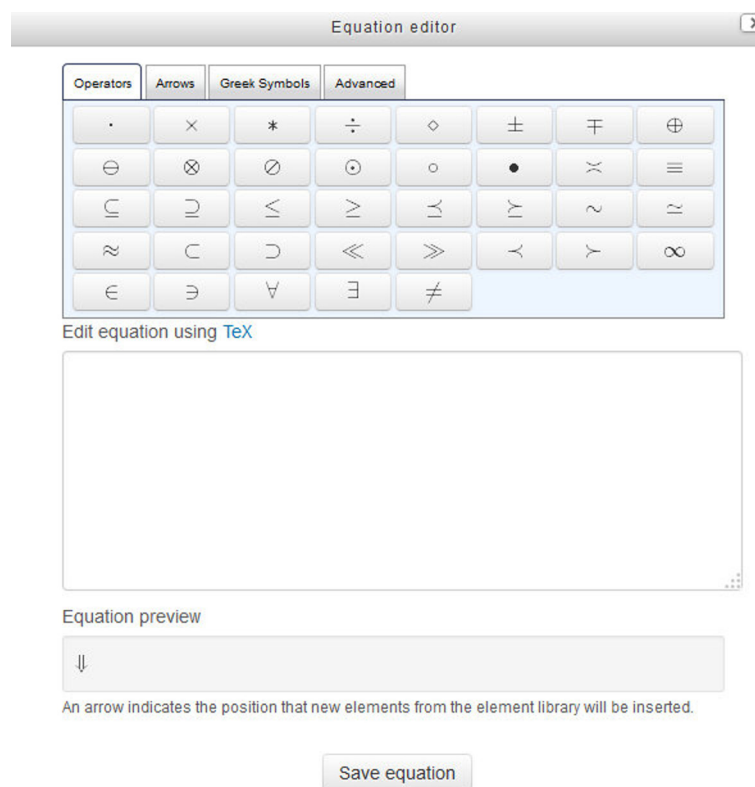 Equation editor
Operators Arrows Greek Symbols Advanced
· × * ÷ ⋄ ± ∓ ⊕
⊖ ⊗ ⊘ ⊙ ∘ • ≍ ≡
⊆ ⊇ ≤ ≥ ⪯ ⪰ ∼ ≃
≈ ⊂ ⊃ ≪ ≫ ≺ ≻ ∞
∈ ∋ ∀ ∃ ≠
Edit equation using TeX
Equation preview
⇓
An arrow indicates the position that new elements from the element library will be inserted.
Save equation